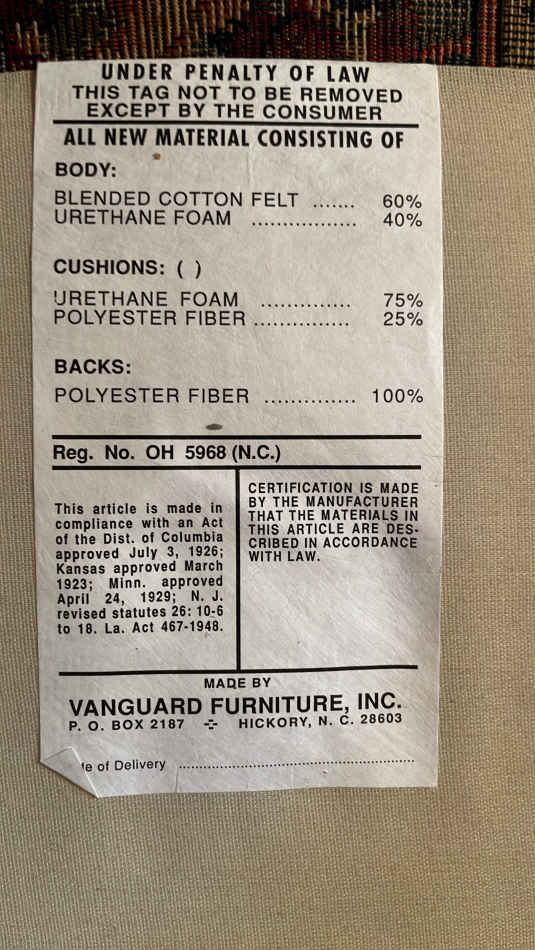 UNDER PENALTY OF LAW
THIS TAG NOT TO BE REMOVED
EXCEPT BY THE CONSUMER
ALL NEW MATERIAL CONSISTING OF
BODY:
BLENDED COTTON FELT ....... 60%
URETHANE FOAM ................. 40%
CUSHIONS: ( )
URETHANE FOAM .............. 75%
POLYESTER FIBER ............... 25%
BACKS:
POLYESTER FIBER .............. 100%
Reg. No. OH 5968 (N.C.)
This article is made in
compliance with an Act
of the Dist. of Columbia
approved July 3, 1926;
Kansas approved March
1923; Minn. approved
April 24, 1929; N. J.
revised statutes 26: 10-6
to 18. La. Act 467-1948.
CERTIFICATION IS MADE
BY THE MANUFACTURER
THAT THE MATERIALS IN
THIS ARTICLE ARE DES-
CRIBED IN ACCORDANCE
WITH LAW.
MADE BY
VANGUARD FURNITURE, INC.
P. O. BOX 2187 HICKORY, N. C. 28603
of Delivery ................................................